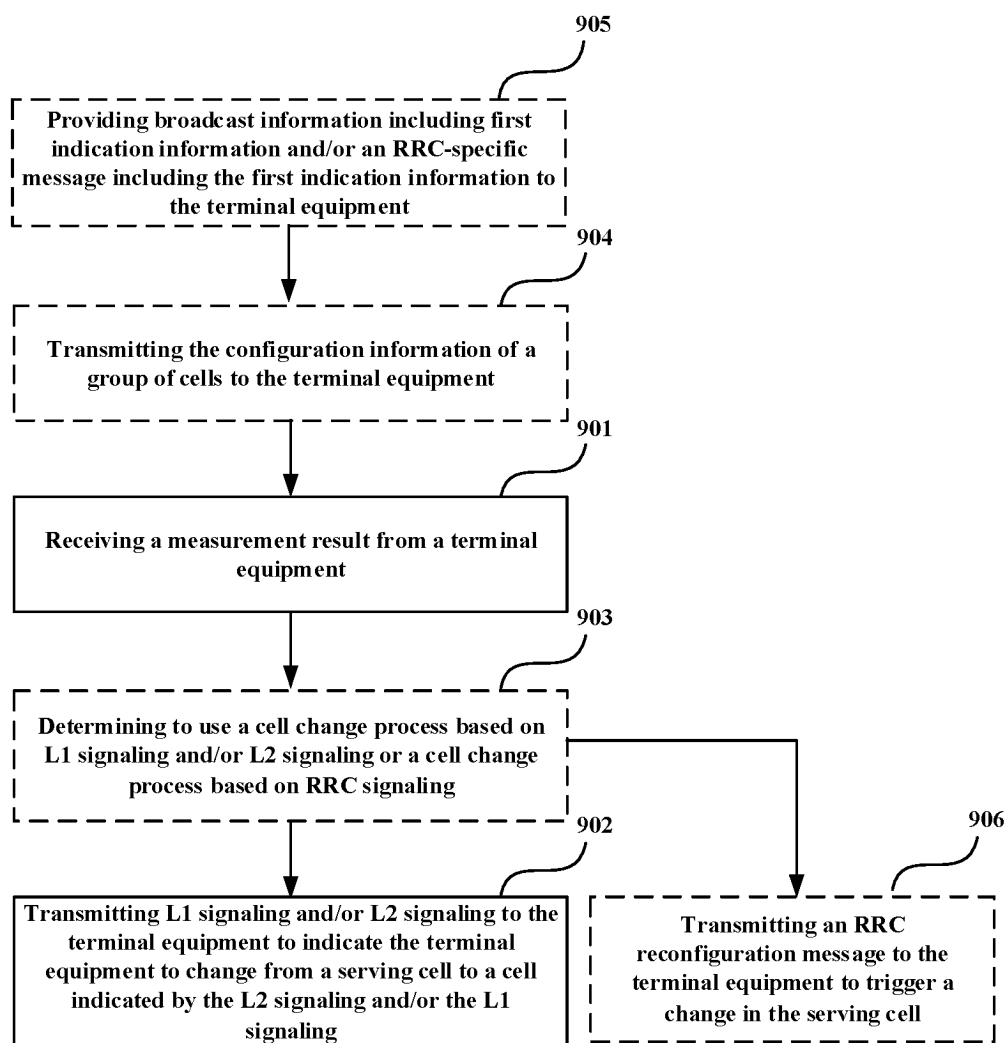 905
Providing broadcast information including first
indication information and/or an RRC-specific
message including the first indication information to
the terminal equipment
904
Transmitting the configuration information of a
group of cells to the terminal equipment
901
Receiving a measurement result from a terminal
equipment
903
Determining to use a cell change process based on
L1 signaling and/or L2 signaling or a cell change
process based on RRC signaling
902
Transmitting L1 signaling and/or L2 signaling to the
terminal equipment to indicate the terminal
equipment to change from a serving cell to a cell
indicated by the L2 signaling and/or the L1
signaling
906
Transmitting an RRC
reconfiguration message to the
terminal equipment to trigger a
change in the serving cell